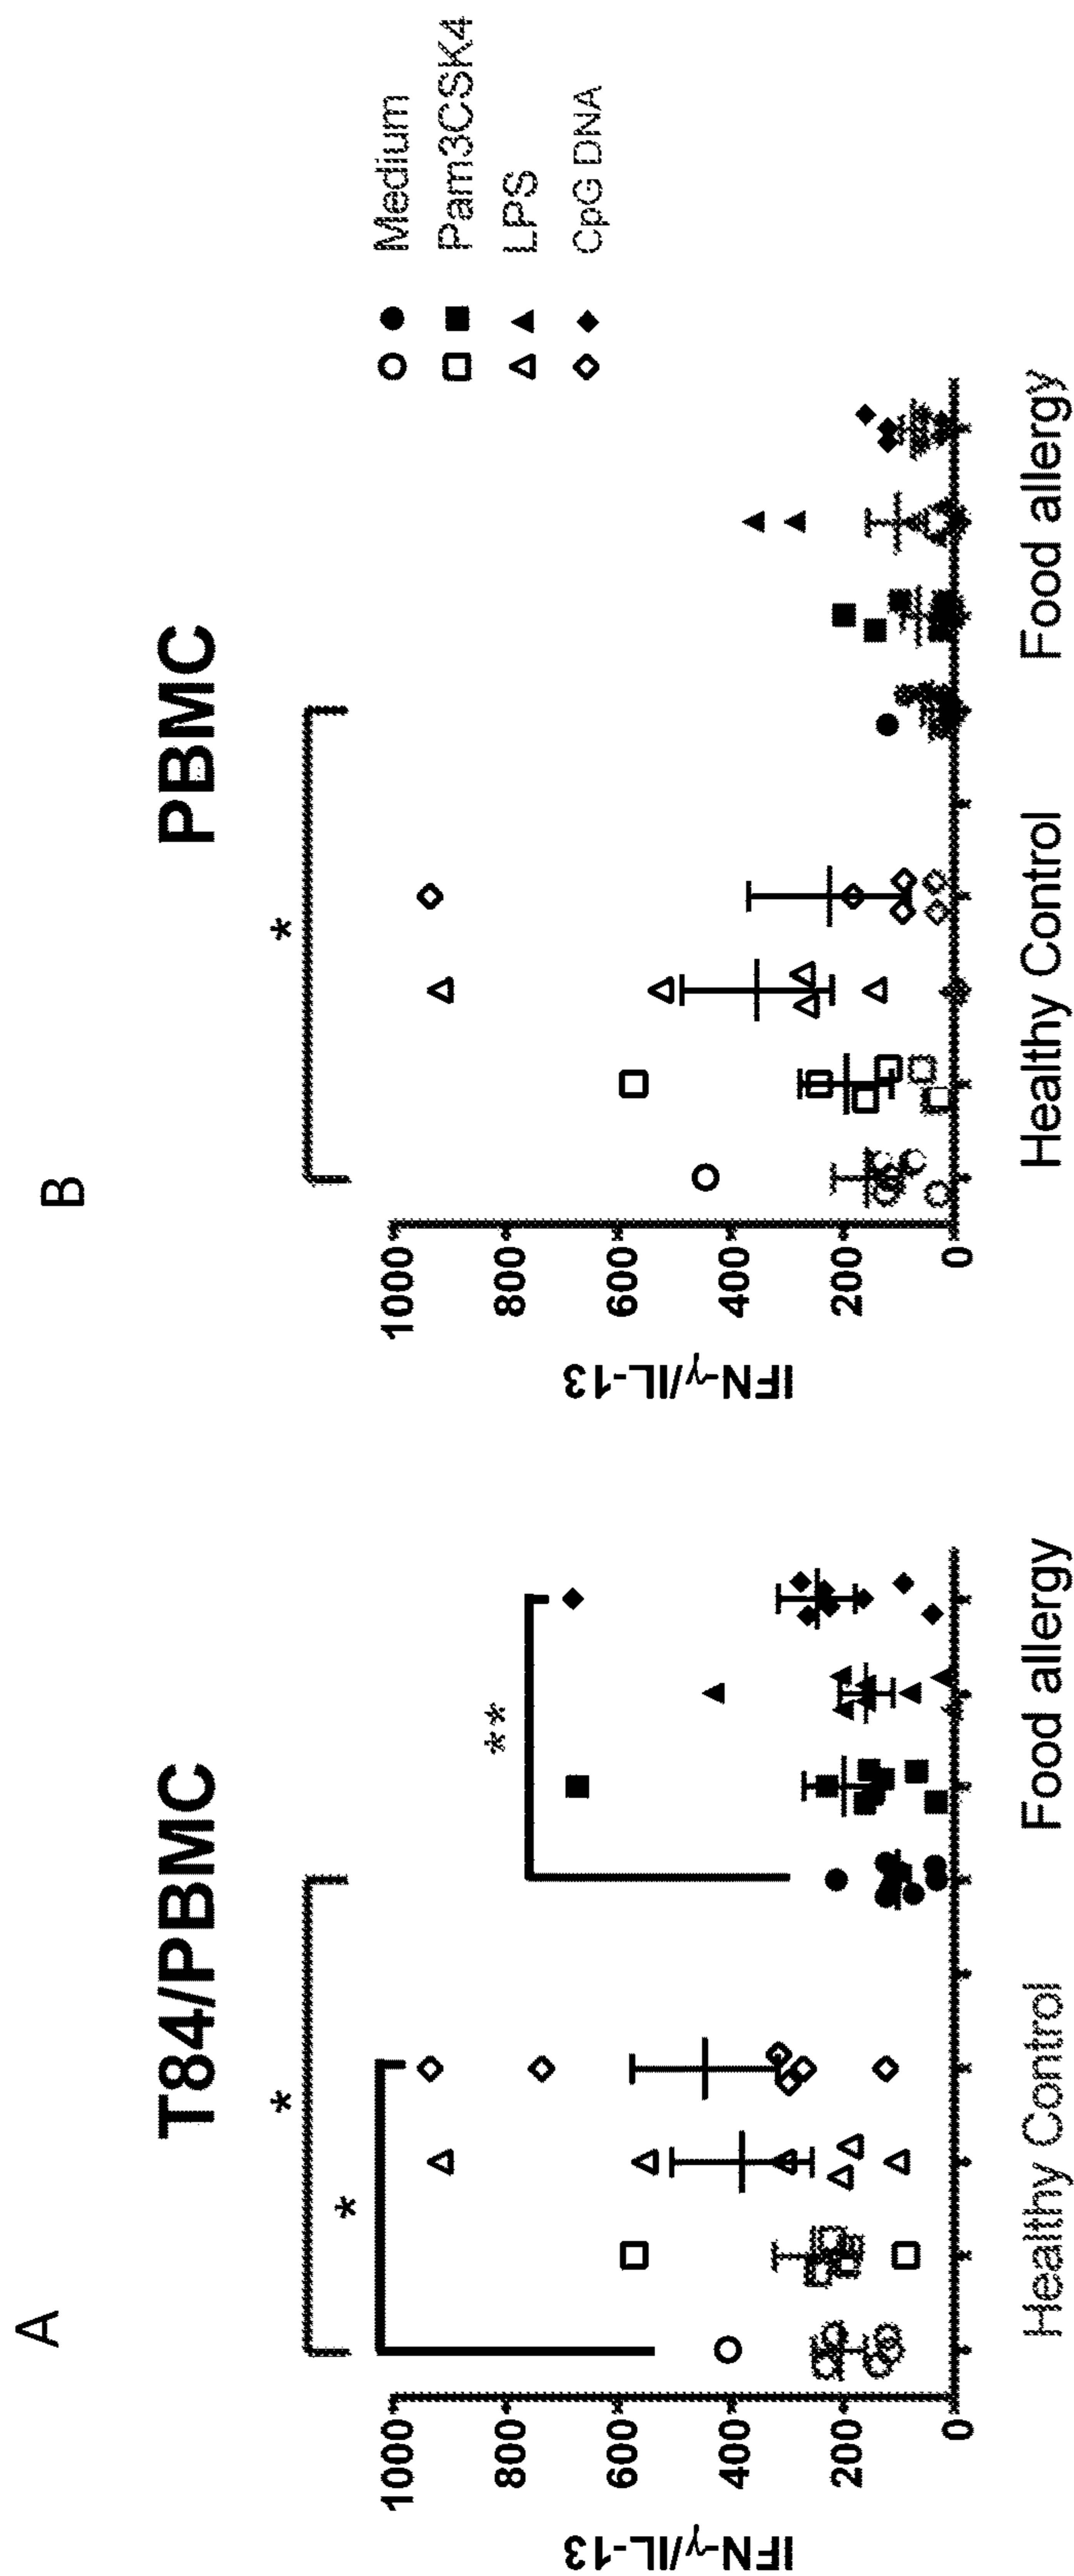 A
T84/PBMC
*
*
**
1000
800
600
400
200
0
IFN-γ/IL-13
Healthy Control
Food allergy
B
PBMC
*
1000
800
600
400
200
0
IFN-γ/IL-13
Healthy Control
Food allergy
Medium
Pam3CSK4
LPS
CpG DNA